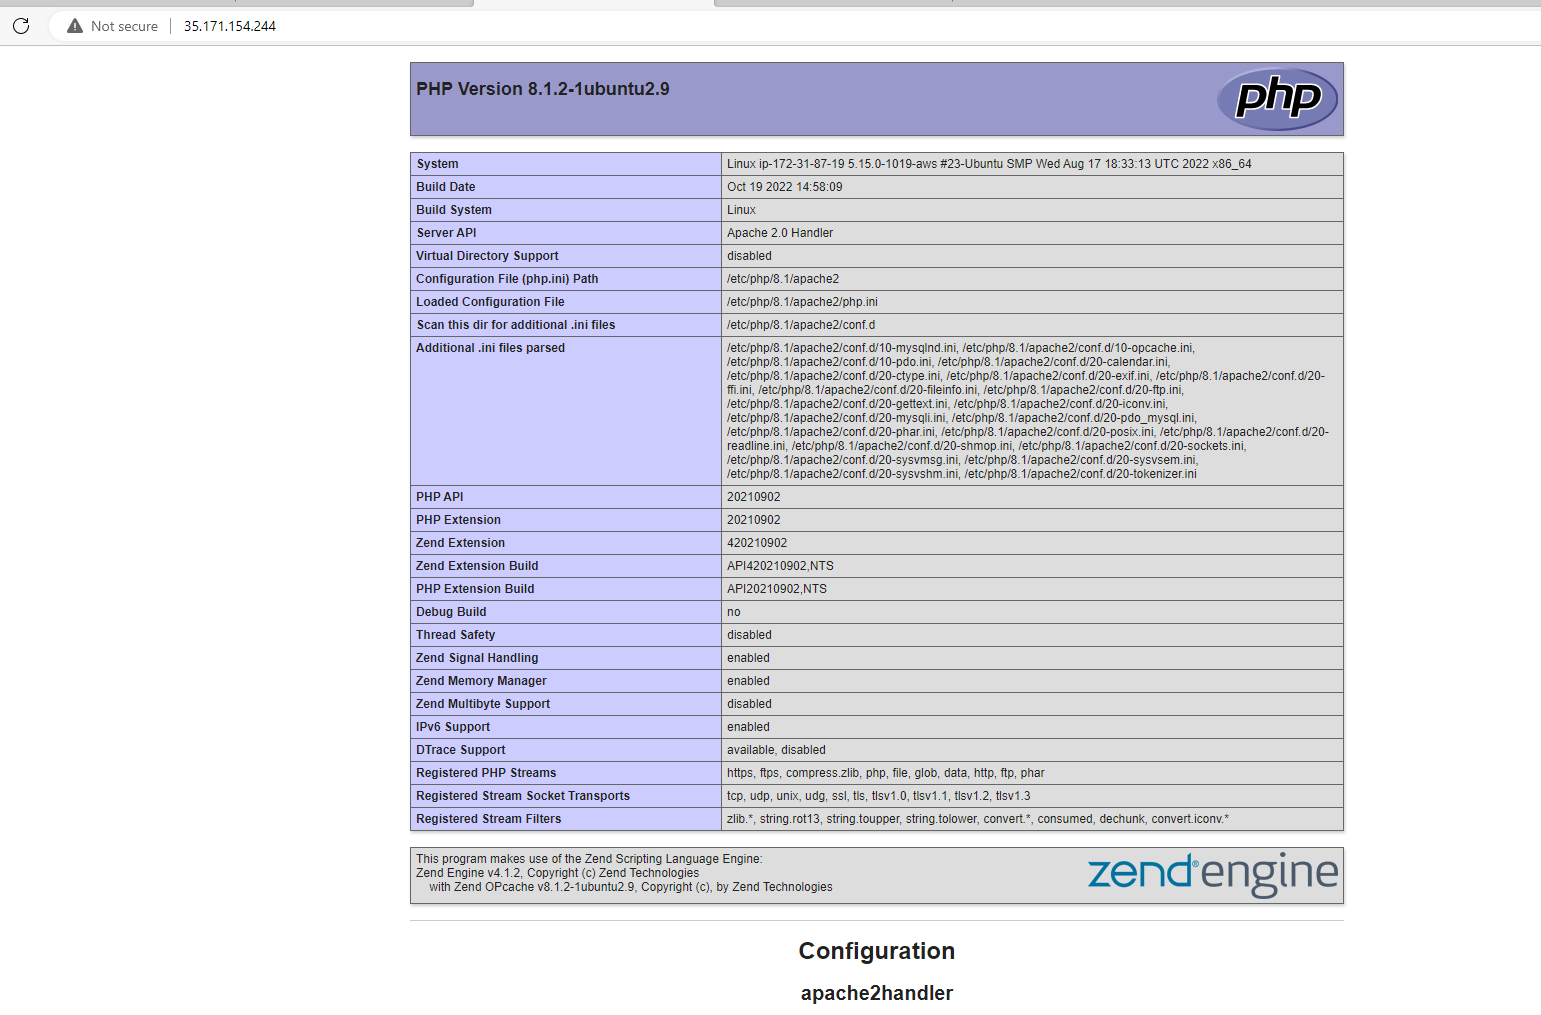 Not secure | 35.171.154.244
PHP Version 8.1.2-1ubuntu2.9
php
System Linux ip-172-31-87-19 5.15.0-1019-aws #23-Ubuntu SMP Wed Aug 17 18:33:13 UTC 2022 x86_64
Build Date Oct 19 2022 14:58:09
Build System Linux
Server API Apache 2.0 Handler
Virtual Directory Support disabled
Configuration File (php.ini) Path /etc/php/8.1/apache2
Loaded Configuration File /etc/php/8.1/apache2/php.ini
Scan this dir for additional .ini files /etc/php/8.1/apache2/conf.d
Additional .ini files parsed /etc/php/8.1/apache2/conf.d/10-mysqlnd.ini, /etc/php/8.1/apache2/conf.d/10-opcache.ini,
/etc/php/8.1/apache2/conf.d/10-pdo.ini, /etc/php/8.1/apache2/conf.d/20-calendar.ini,
/etc/php/8.1/apache2/conf.d/20-ctype.ini, /etc/php/8.1/apache2/conf.d/20-exif.ini, /etc/php/8.1/apache2/conf.d/20-
ffi.ini, /etc/php/8.1/apache2/conf.d/20-fileinfo.ini, /etc/php/8.1/apache2/conf.d/20-ftp.ini,
/etc/php/8.1/apache2/conf.d/20-gettext.ini, /etc/php/8.1/apache2/conf.d/20-iconv.ini,
/etc/php/8.1/apache2/conf.d/20-mysqli.ini, /etc/php/8.1/apache2/conf.d/20-pdo_mysql.ini,
/etc/php/8.1/apache2/conf.d/20-phar.ini, /etc/php/8.1/apache2/conf.d/20-posix.ini, /etc/php/8.1/apache2/conf.d/20-
readline.ini, /etc/php/8.1/apache2/conf.d/20-shmop.ini, /etc/php/8.1/apache2/conf.d/20-sockets.ini,
/etc/php/8.1/apache2/conf.d/20-sysvmsg.ini, /etc/php/8.1/apache2/conf.d/20-sysvsem.ini,
/etc/php/8.1/apache2/conf.d/20-sysvshm.ini, /etc/php/8.1/apache2/conf.d/20-tokenizer.ini
PHP API 20210902
PHP Extension 20210902
Zend Extension 420210902
Zend Extension Build API420210902,NTS
PHP Extension Build API20210902,NTS
Debug Build no
Thread Safety disabled
Zend Signal Handling enabled
Zend Memory Manager enabled
Zend Multibyte Support disabled
IPv6 Support enabled
DTrace Support available, disabled
Registered PHP Streams https, ftps, compress.zlib, php, file, glob, data, http, ftp, phar
Registered Stream Socket Transports tcp, udp, unix, udg, ssl, tls, tlsv1.0, tlsv1.1, tlsv1.2, tlsv1.3
Registered Stream Filters zlib.*, string.rot13, string.toupper, string.tolower, convert.*, consumed, dechunk, convert.iconv.*
This program makes use of the Zend Scripting Language Engine:
Zend Engine v4.1.2, Copyright (c) Zend Technologies
with Zend OPcache v8.1.2-1ubuntu2.9, Copyright (c), by Zend Technologies
zend® engine
Configuration
apache2handler